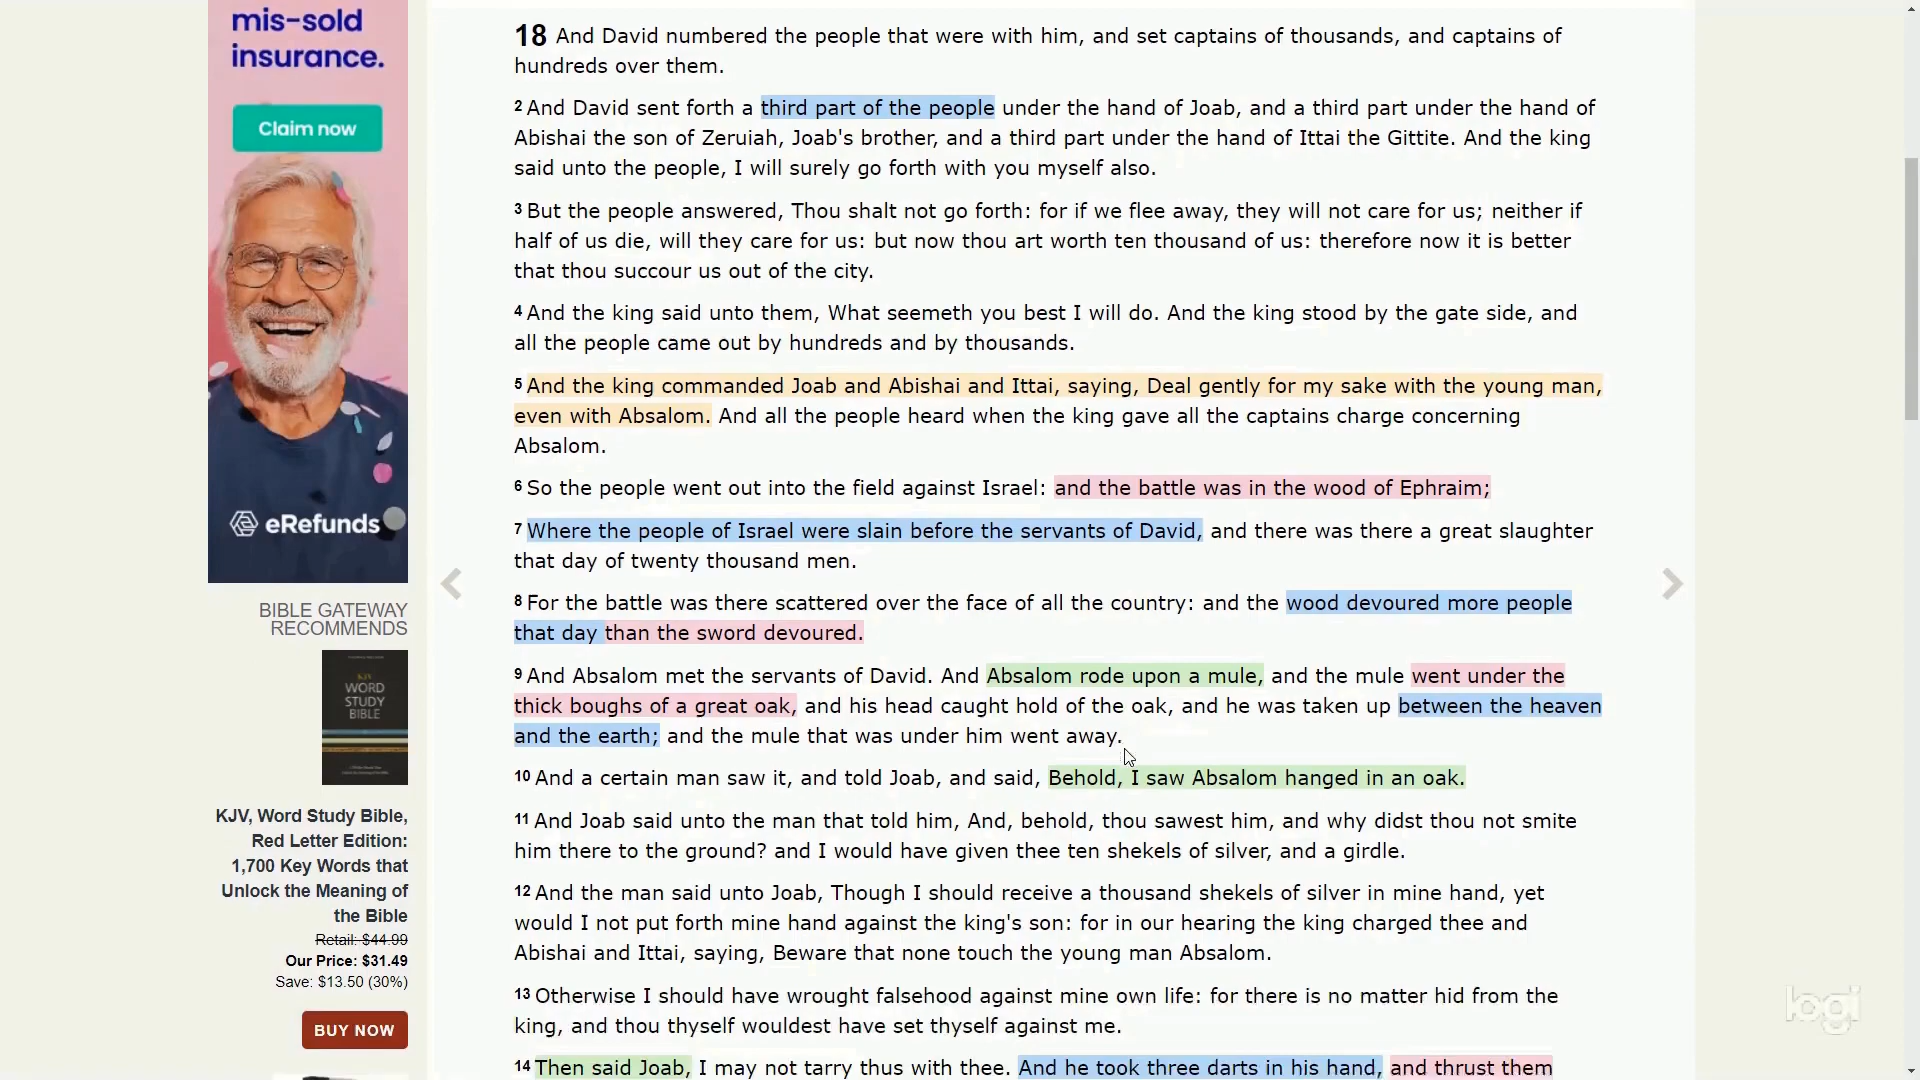 mis-sold
insurance.
Claim now
eRefunds
BIBLE GATEWAY
RECOMMENDS
KJV
WORD
STUDY
BIBLE
KJV, Word Study Bible,
Red Letter Edition:
1,700 Key Words that
Unlock the Meaning of
the Bible
Retail: $44.99
Our Price: $31.49
Save: $13.50 (30%)
BUY NOW
18 And David numbered the people that were with him, and set captains of thousands, and captains of
hundreds over them.
2 And David sent forth a third part of the people under the hand of Joab, and a third part under the hand of
Abishai the son of Zeruiah, Joab's brother, and a third part under the hand of Ittai the Gittite. And the king
said unto the people, I will surely go forth with you myself also.
3 But the people answered, Thou shalt not go forth: for if we flee away, they will not care for us; neither if
half of us die, will they care for us: but now thou art worth ten thousand of us: therefore now it is better
that thou succour us out of the city.
4 And the king said unto them, What seemeth you best I will do. And the king stood by the gate side, and
all the people came out by hundreds and by thousands.
5 And the king commanded Joab and Abishai and Ittai, saying, Deal gently for my sake with the young man,
even with Absalom. And all the people heard when the king gave all the captains charge concerning
Absalom.
6 So the people went out into the field against Israel: and the battle was in the wood of Ephraim;
7 Where the people of Israel were slain before the servants of David, and there was there a great slaughter
that day of twenty thousand men.
8 For the battle was there scattered over the face of all the country: and the wood devoured more people
that day than the sword devoured.
9 And Absalom met the servants of David. And Absalom rode upon a mule, and the mule went under the
thick boughs of a great oak, and his head caught hold of the oak, and he was taken up between the heaven
and the earth; and the mule that was under him went away.
10 And a certain man saw it, and told Joab, and said, Behold, I saw Absalom hanged in an oak.
11 And Joab said unto the man that told him, And, behold, thou sawest him, and why didst thou not smite
him there to the ground? and I would have given thee ten shekels of silver, and a girdle.
12 And the man said unto Joab, Though I should receive a thousand shekels of silver in mine hand, yet
would I not put forth mine hand against the king's son: for in our hearing the king charged thee and
Abishai and Ittai, saying, Beware that none touch the young man Absalom.
13 Otherwise I should have wrought falsehood against mine own life: for there is no matter hid from the
king, and thou thyself wouldest have set thyself against me.
14 Then said Joab, I may not tarry thus with thee. And he took three darts in his hand, and thrust them
logi